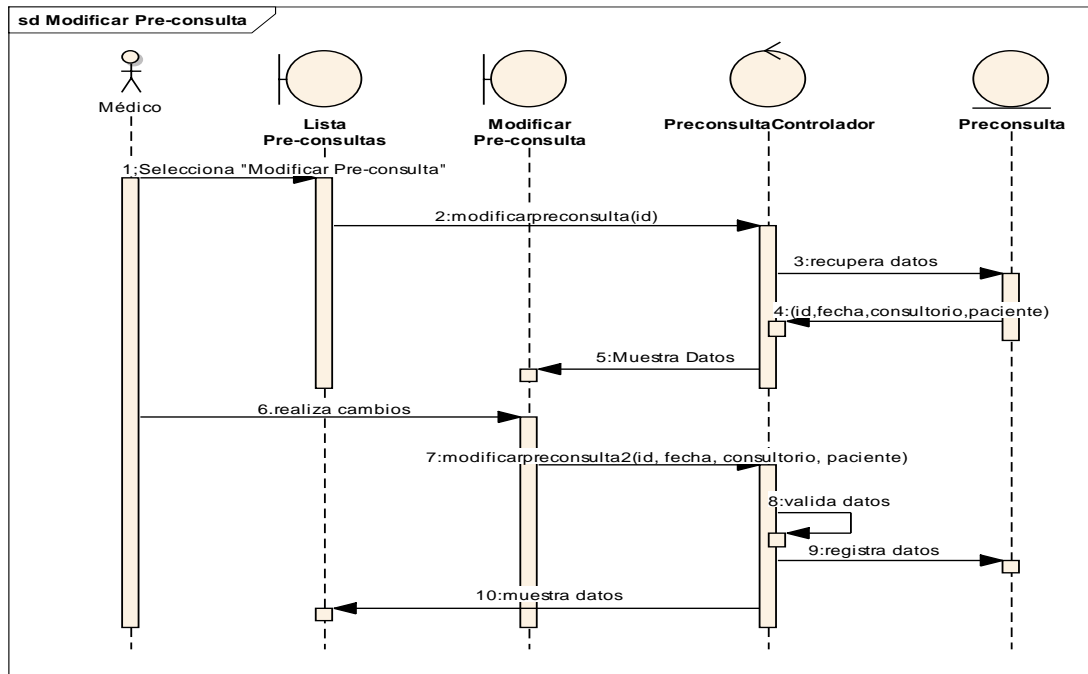 sd Modificar Pre-consulta
Médico
Lista
Pre-consultas
Modificar
Pre-consulta
PreconsultaControlador
Preconsulta
1;Selecciona "Modificar Pre-consulta"
2:modificarpreconsulta(id)
3:recupera datos
4:(id,fecha,consultorio,paciente)
5:Muestra Datos
6.realiza cambios
7:modificarpreconsulta2(id, fecha, consultorio, paciente)
8:valida datos
9:registra datos
10:muestra datos